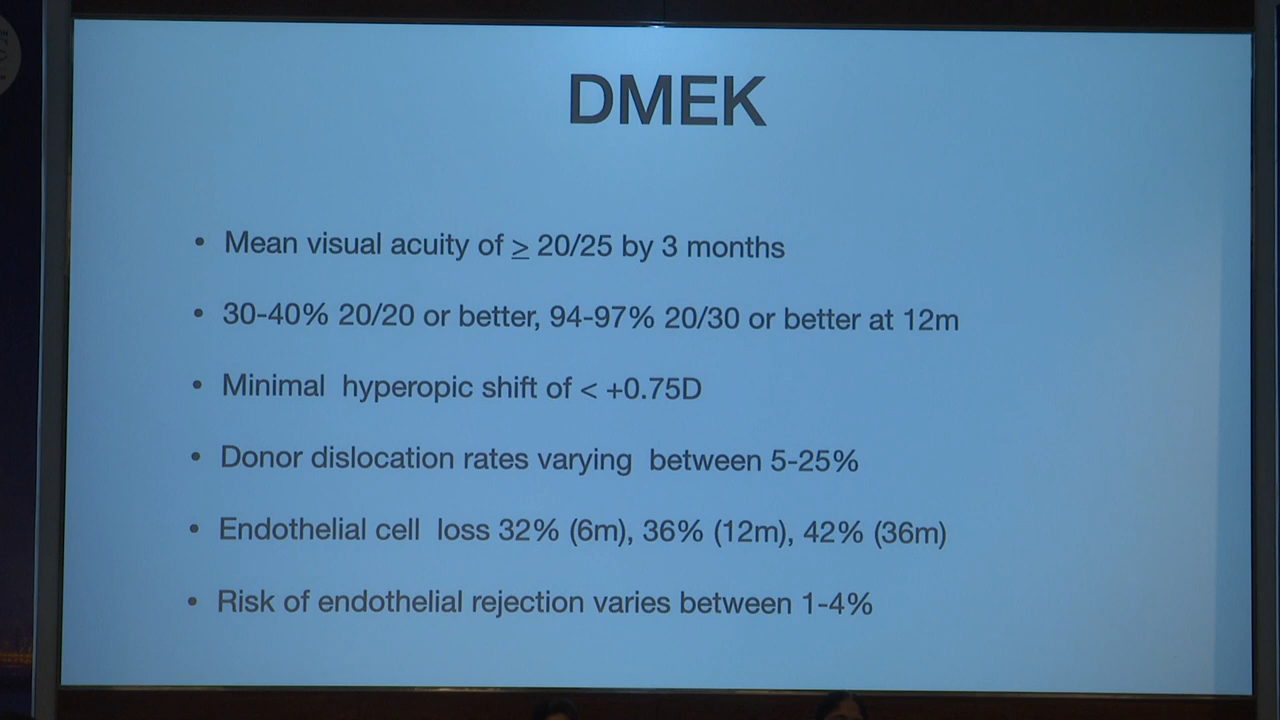 DMEK
• Mean visual acuity of ≥ 20/25 by 3 months
• 30-40% 20/20 or better, 94-97% 20/30 or better at 12m
• Minimal hyperopic shift of < +0.75D
• Donor dislocation rates varying between 5-25%
• Endothelial cell loss 32% (6m), 36% (12m), 42% (36m)
• Risk of endothelial rejection varies between 1-4%